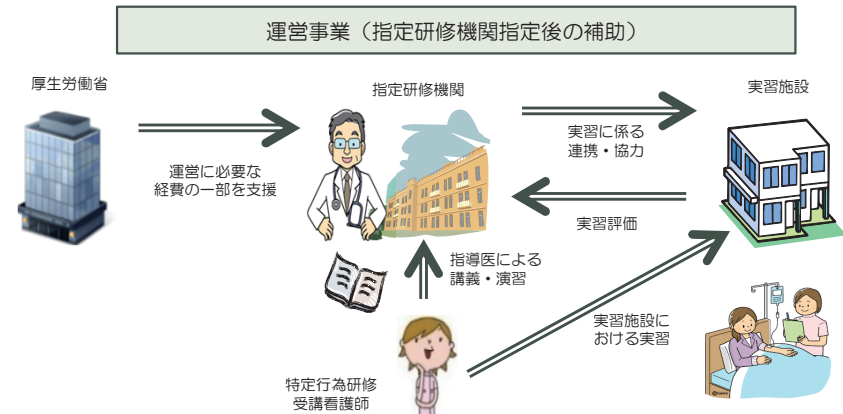 運営事業（指定研修機関指定後の補助）
厚生労働省
指定研修機関
実習施設
運営に必要な
経費の一部を支援
実習に係る
連携・協力
実習評価
指導医による
講義・演習
実習施設に
おける実習
特定行為研修
受講看護師